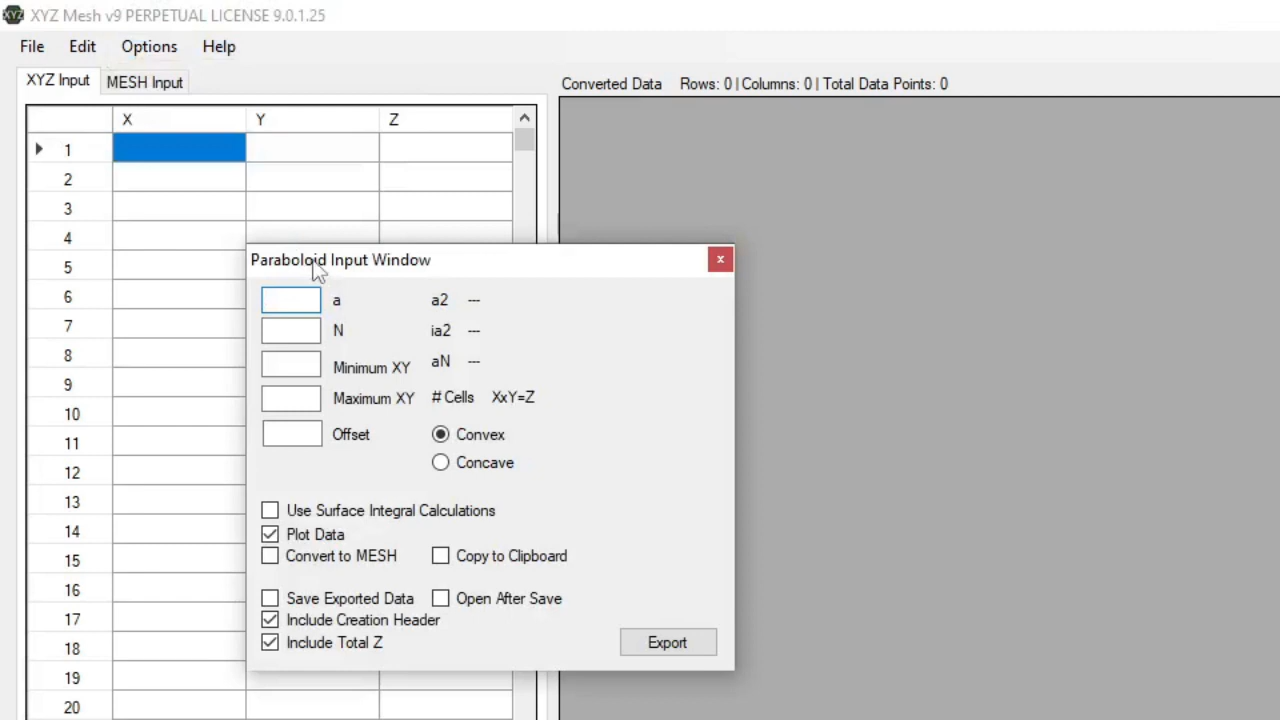 XYZ XYZ Mesh v9 PERPETUAL LICENSE 9.0.1.25
File Edit Options Help
XYZ Input MESH Input
Converted Data Rows: 0 | Columns: 0 | Total Data Points: 0
X Y Z
1
2
3
4
5
6
7
8
9
10
11
12
13
14
15
16
17
18
19
20
Paraboloid Input Window x
a a2 ---
N ia2 ---
Minimum XY aN ---
Maximum XY # Cells XxY=Z
Offset Convex
Concave
Use Surface Integral Calculations
Plot Data
Convert to MESH Copy to Clipboard
Save Exported Data Open After Save
Include Creation Header
Include Total Z Export